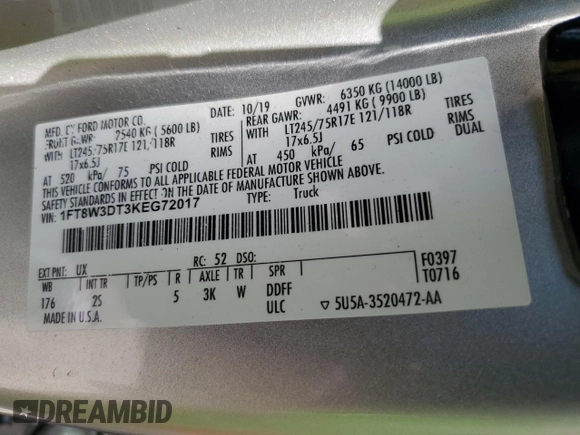 MFD. BY FORD MOTOR CO.
10/19
GVWR: 6350 KG (14000 LB)
FRONT GAWR: 2540 KG (5600 LB)
REAR GAWR: 4491 KG (9900 LB)
WITH LT245/75R17E 121/118R TIRES
WITH LT245/75R17E 121/118R TIRES
17x6.5J RIMS
17x6.5J RIMS
AT 520 kPa/ 75 PSI COLD
AT 450 kPa/ 65 PSI COLD DUAL
THIS VEHICLE CONFORMS TO ALL APPLICABLE FEDERAL MOTOR VEHICLE
SAFETY STANDARDS IN EFFECT ON THE DATE OF MANUFACTURE SHOWN ABOVE.
VIN: 1FT8W3DT3KEG72017
TYPE: Truck
F0397
T0716
EXT PNT: UX RC: 52 DSO:
WB INT TR TP/PS R AXLE TR SPR
176 2S 5 3K W DDFF
ULC
MADE IN U.S.A.
▽ 5U5A-3520472-AA
DREAMBID